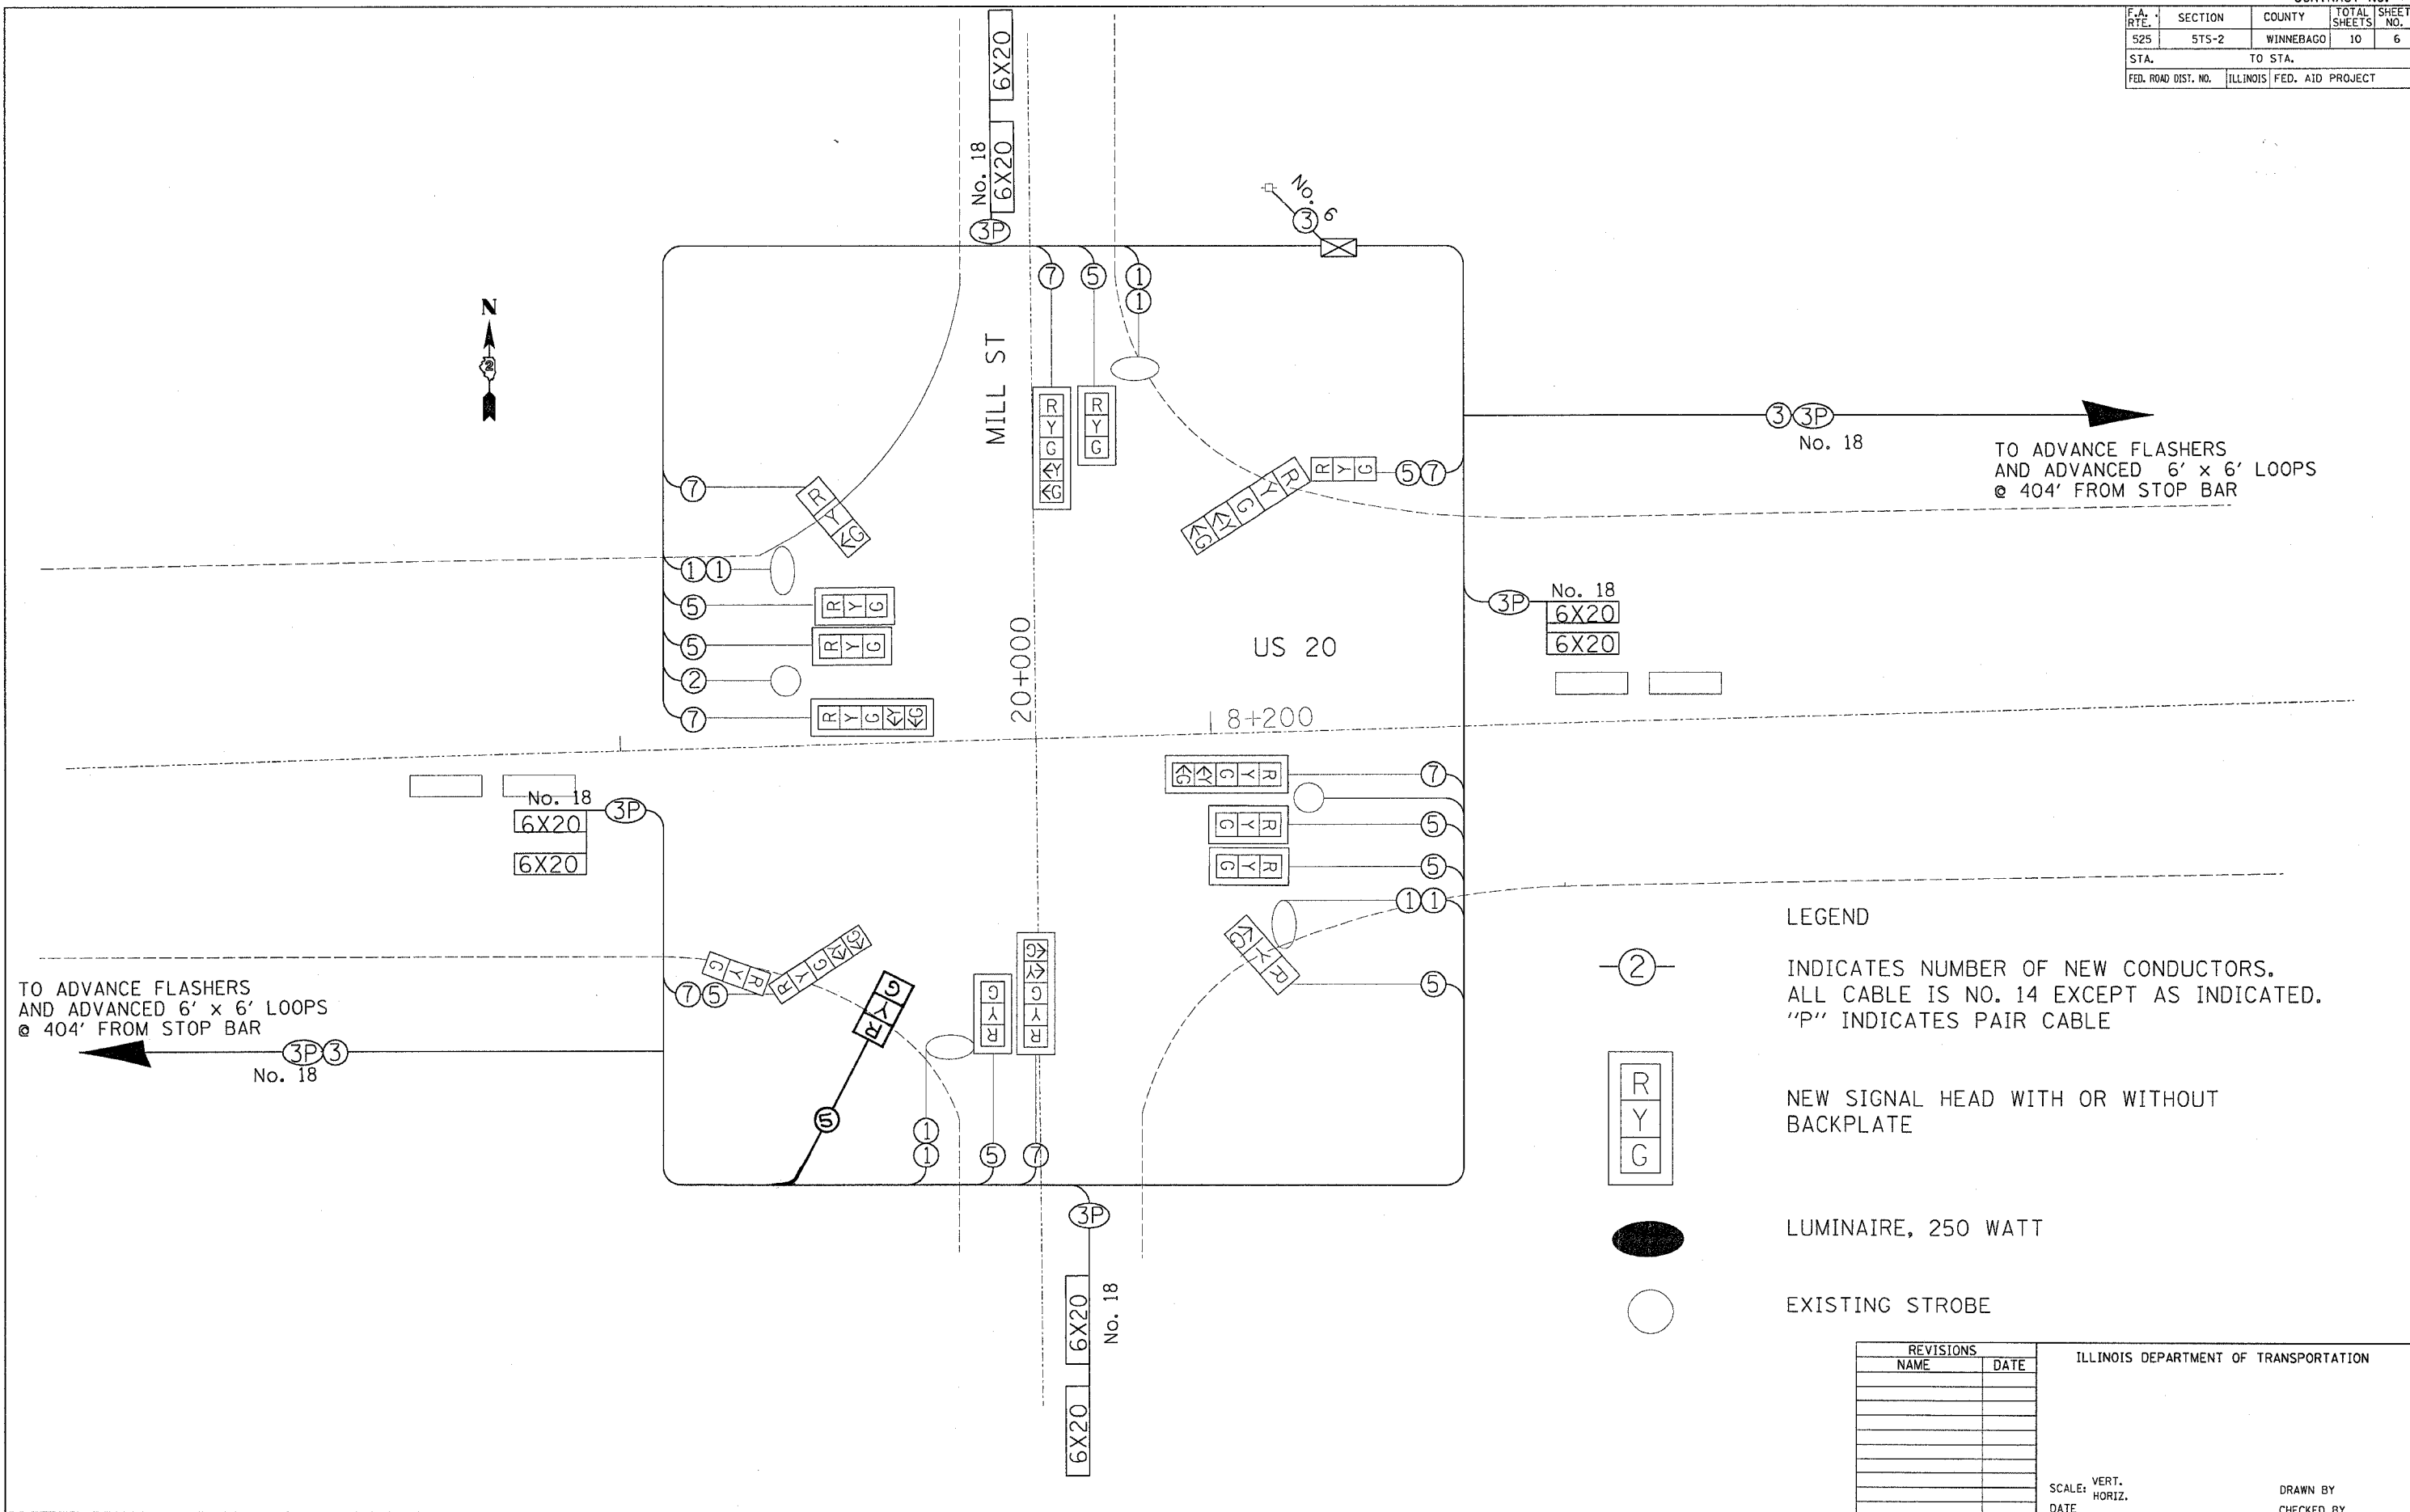 F.A. RTE. SECTION COUNTY TOTAL SHEETS SHEET NO.
525 5TS-2 WINNEBAGO 10 6
STA. TO STA.
FED. ROAD DIST. NO. ILLINOIS FED. AID PROJECT
6X20
No. 18
6X20
3P
No. 6
3
7
5
1
1
N
2
MILL ST
R Y G ←Y ←G
R Y G
3 3P
No. 18
TO ADVANCE FLASHERS
AND ADVANCED 6' x 6' LOOPS
@ 404' FROM STOP BAR
7
R Y ←G
R Y G
5 7
R Y G ←Y ←G
1 1
5
R Y G
5
R Y G
2
7
R Y G ←Y ←G
3P
No. 18
6X20
6X20
US 20
20+000
8+200
No. 18
3P
6X20
6X20
R Y G ←Y ←G
7
R Y G
5
R Y G
5
1 1
R Y ←G
5
R Y G
R Y G ←Y ←G
7 5
R Y G
R Y G
R Y G ←Y ←G
TO ADVANCE FLASHERS
AND ADVANCED 6' x 6' LOOPS
@ 404' FROM STOP BAR
3P 3
No. 18
5
1
1
5
7
3P
6X20
No. 18
6X20
LEGEND
2
INDICATES NUMBER OF NEW CONDUCTORS.
ALL CABLE IS NO. 14 EXCEPT AS INDICATED.
"P" INDICATES PAIR CABLE
R
Y
G
NEW SIGNAL HEAD WITH OR WITHOUT
BACKPLATE
LUMINAIRE, 250 WATT
EXISTING STROBE
REVISIONS
NAME DATE
ILLINOIS DEPARTMENT OF TRANSPORTATION
SCALE: VERT.
HORIZ.
DATE
DRAWN BY
CHECKED BY